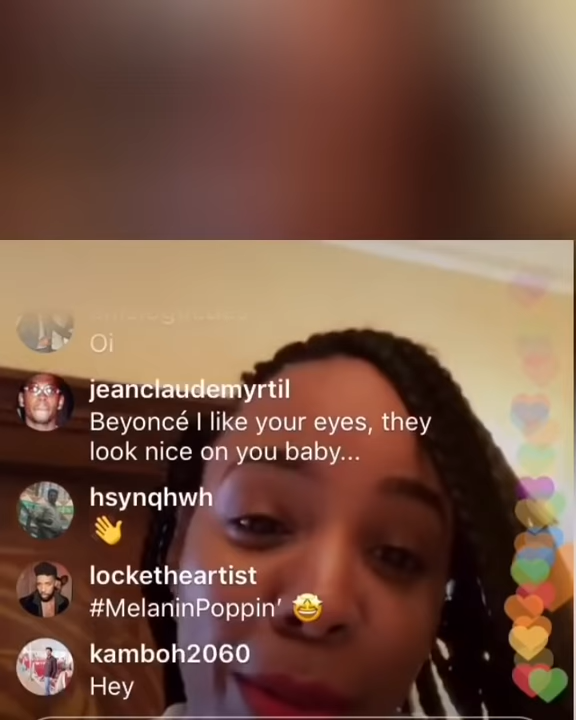 Oi
jeanclaudemyrtil
Beyoncé I like your eyes, they
look nice on you baby...
hsynqhwh
👋
locketheartist
#MelaninPoppin’ 🤩
kamboh2060
Hey